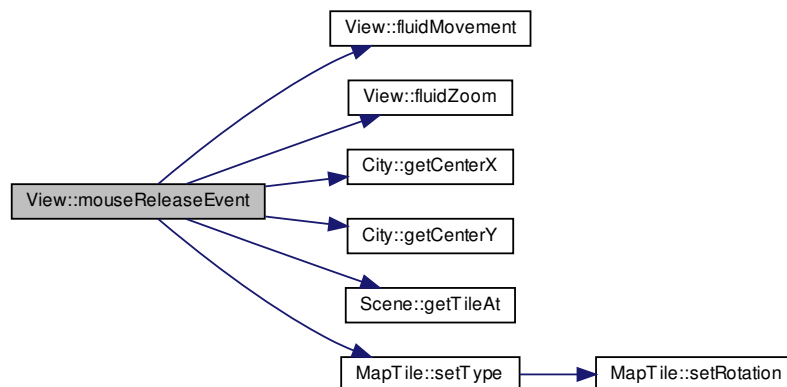 View::fluidMovement
View::fluidZoom
City::getCenterX
View::mouseReleaseEvent
City::getCenterY
Scene::getTileAt
MapTile::setType
MapTile::setRotation